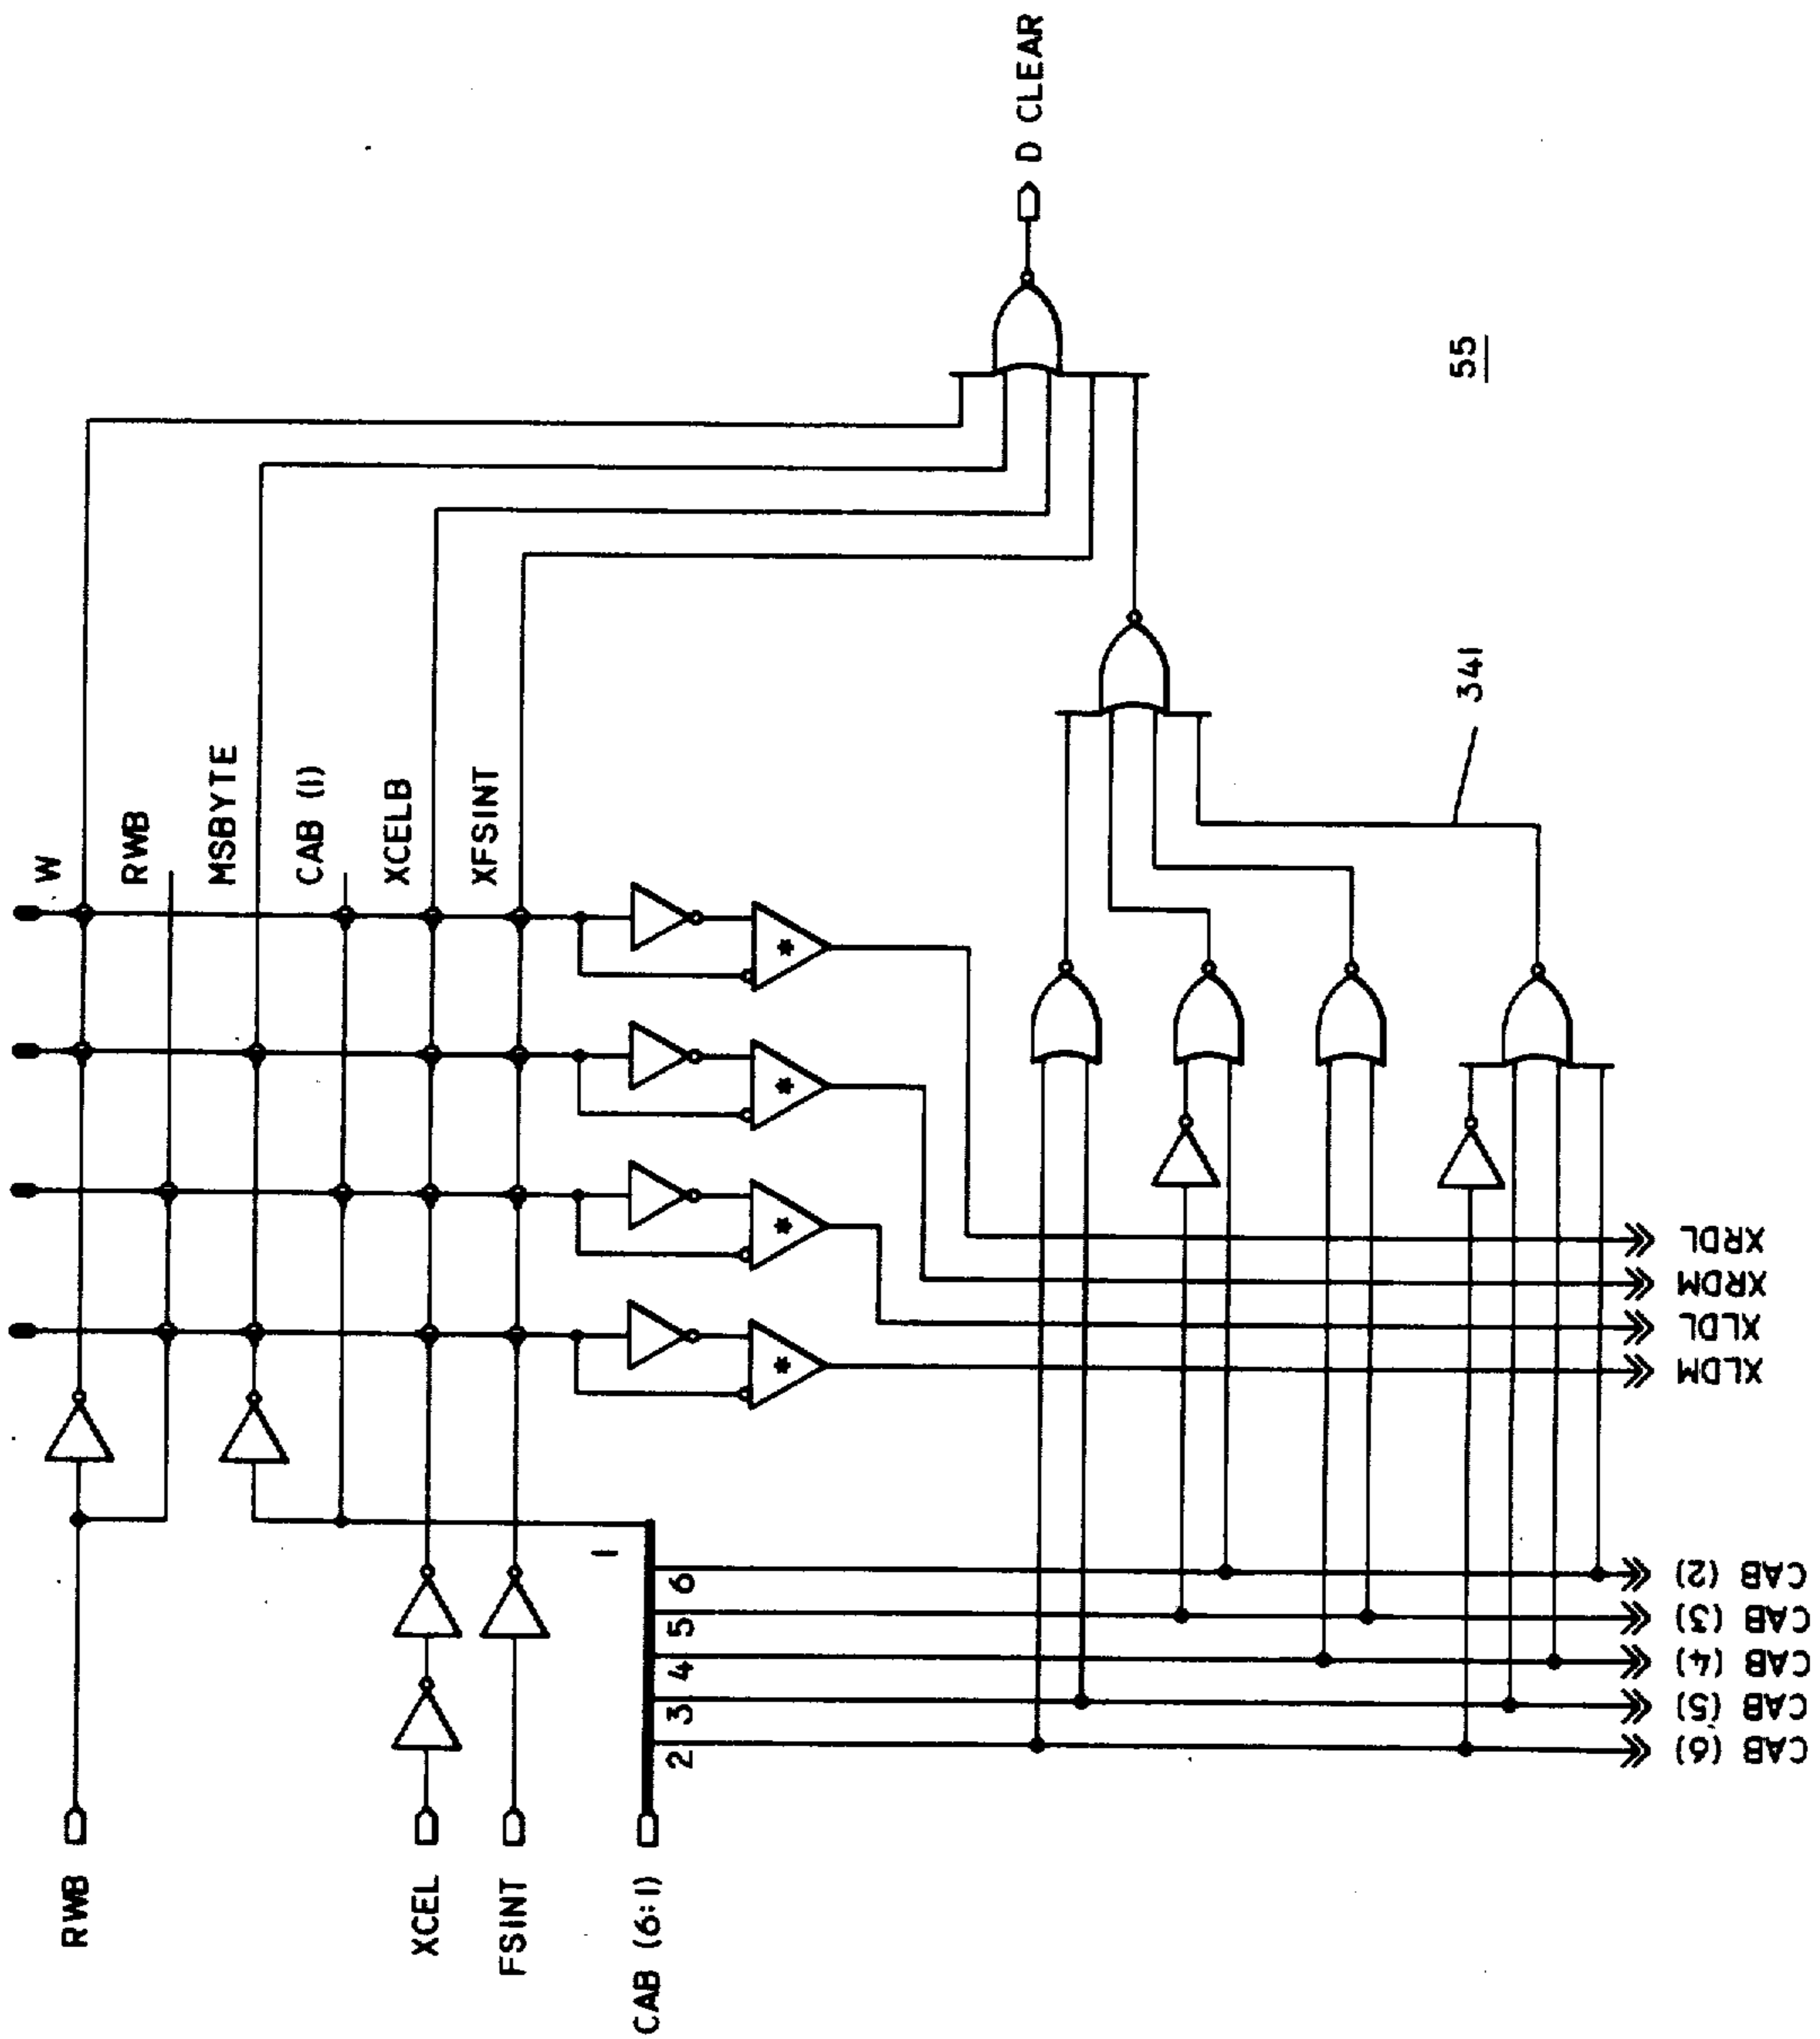 RWB
XCEL
FSINT
CAB (6:1)
W
RWB
MSBYTE
CAB (1)
XCELB
XFSINT
D CLEAR
1
6
5
4
3
2
*
*
*
*
XRDL
XRDM
XLDL
XLDM
CAB (2)
CAB (3)
CAB (4)
CAB (5)
CAB (6)
341
55